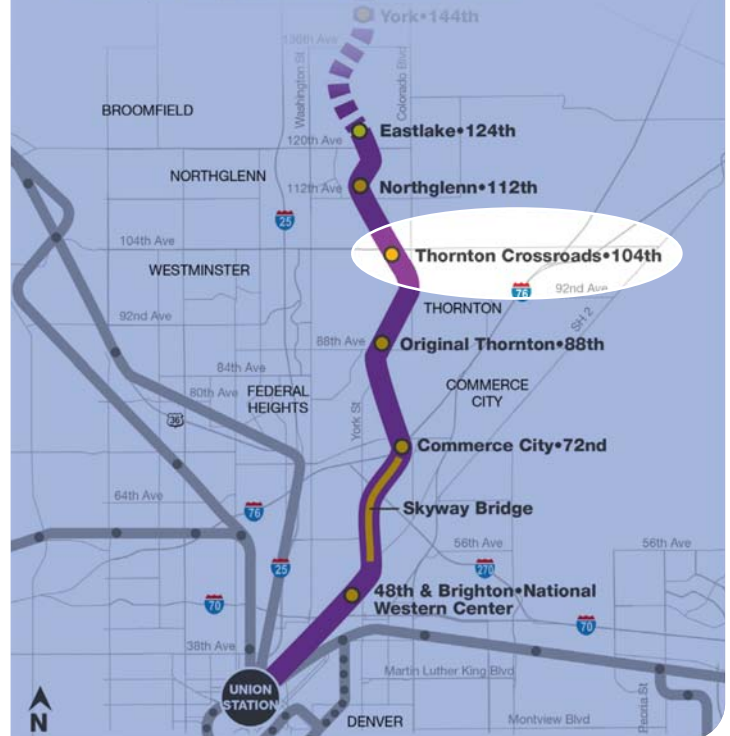 York•144th
136th Ave
Washington St
Colorado Blvd
BROOMFIELD
Eastlake•124th
120th Ave
NORTHGLENN
112th Ave
Northglenn•112th
25
104th Ave
Thornton Crossroads•104th
WESTMINSTER
76
92nd Ave
THORNTON
92nd Ave
SH 2
88th Ave
Original Thornton•88th
84th Ave
80th Ave
FEDERAL
HEIGHTS
COMMERCE
CITY
36
York St
Commerce City•72nd
64th Ave
76
Skyway Bridge
56th Ave
56th Ave
25
270
70
48th & Brighton•National
Western Center
70
38th Ave
Martin Luther King Blvd
UNION
STATION
Peoria St
N
DENVER
Montview Blvd